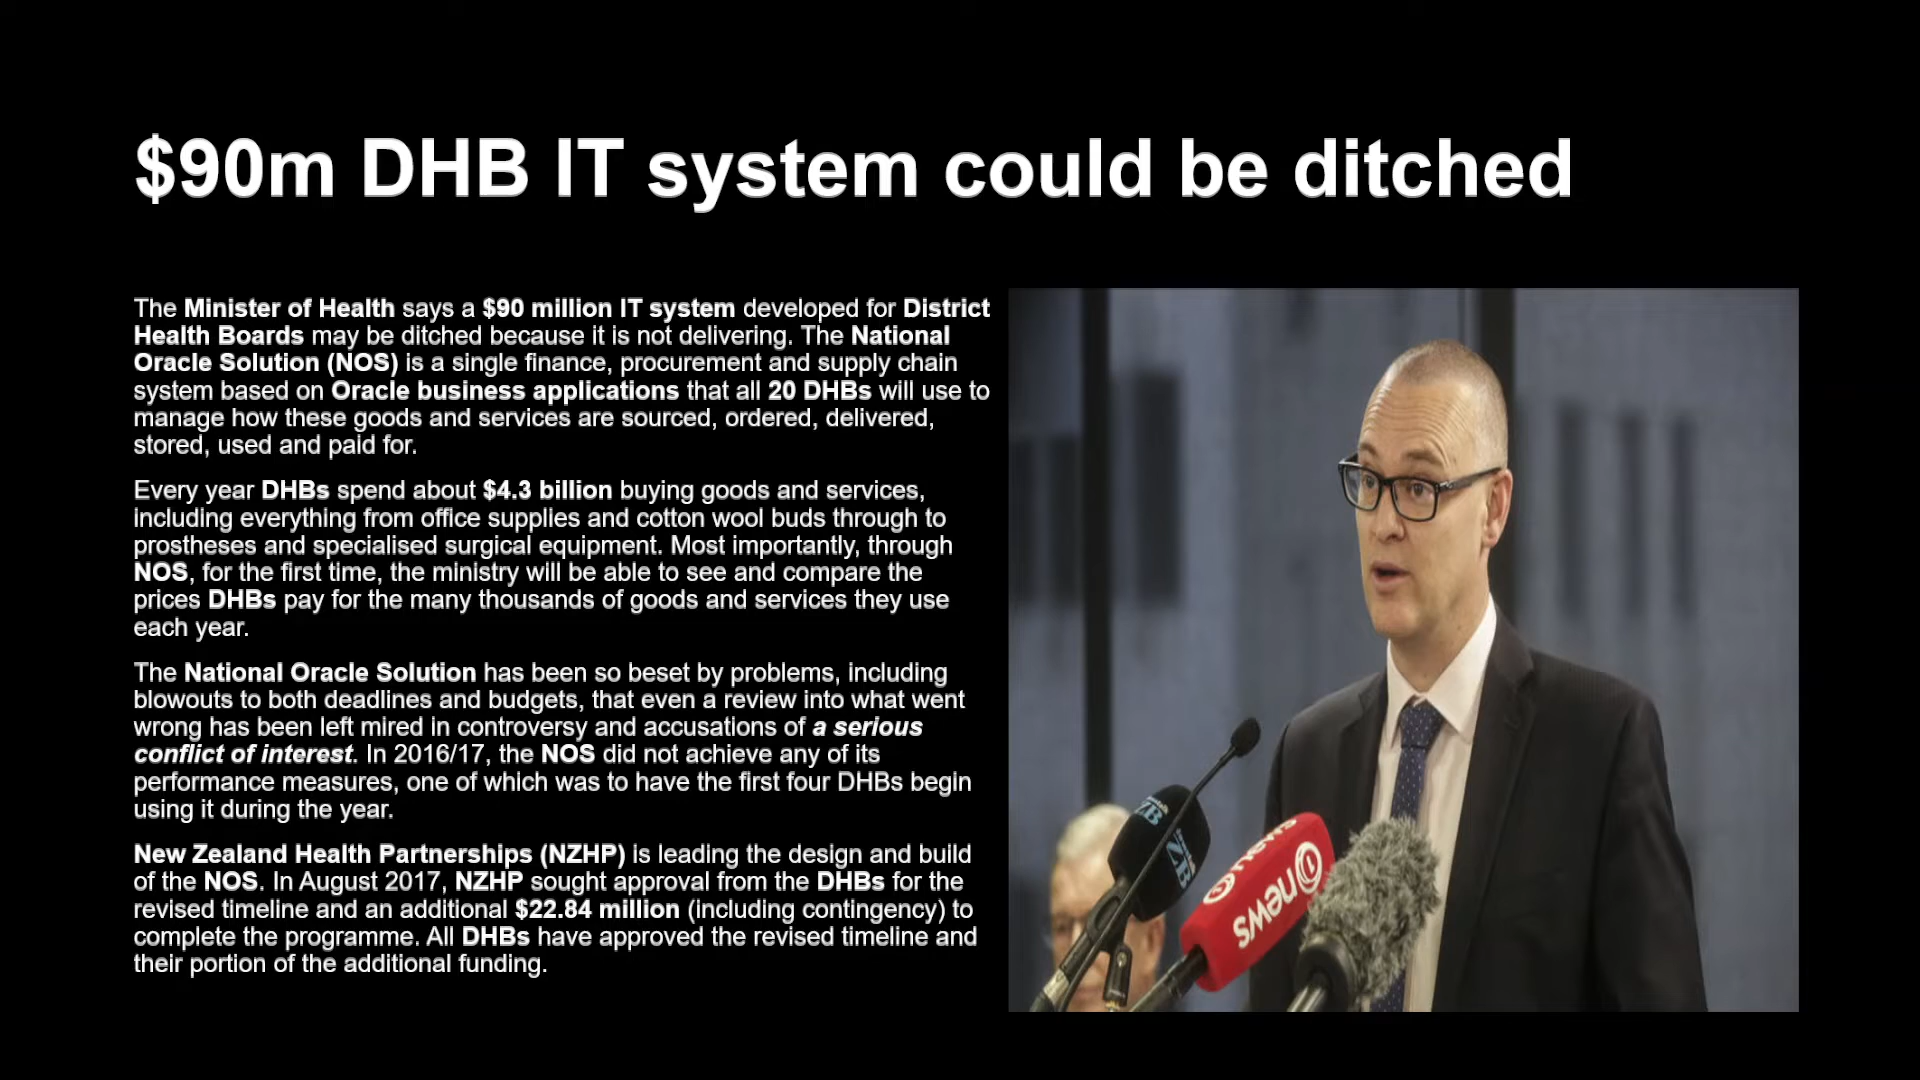 $90m DHB IT system could be ditched
The Minister of Health says a $90 million IT system developed for District
Health Boards may be ditched because it is not delivering. The National
Oracle Solution (NOS) is a single finance, procurement and supply chain
system based on Oracle business applications that all 20 DHBs will use to
manage how these goods and services are sourced, ordered, delivered,
stored, used and paid for.
Every year DHBs spend about $4.3 billion buying goods and services,
including everything from office supplies and cotton wool buds through to
prostheses and specialised surgical equipment. Most importantly, through
NOS, for the first time, the ministry will be able to see and compare the
prices DHBs pay for the many thousands of goods and services they use
each year.
The National Oracle Solution has been so beset by problems, including
blowouts to both deadlines and budgets, that even a review into what went
wrong has been left mired in controversy and accusations of a serious
conflict of interest. In 2016/17, the NOS did not achieve any of its
performance measures, one of which was to have the first four DHBs begin
using it during the year.
New Zealand Health Partnerships (NZHP) is leading the design and build
of the NOS. In August 2017, NZHP sought approval from the DHBs for the
revised timeline and an additional $22.84 million (including contingency) to
complete the programme. All DHBs have approved the revised timeline and
their portion of the additional funding.
ZB
ZB
1 news
news